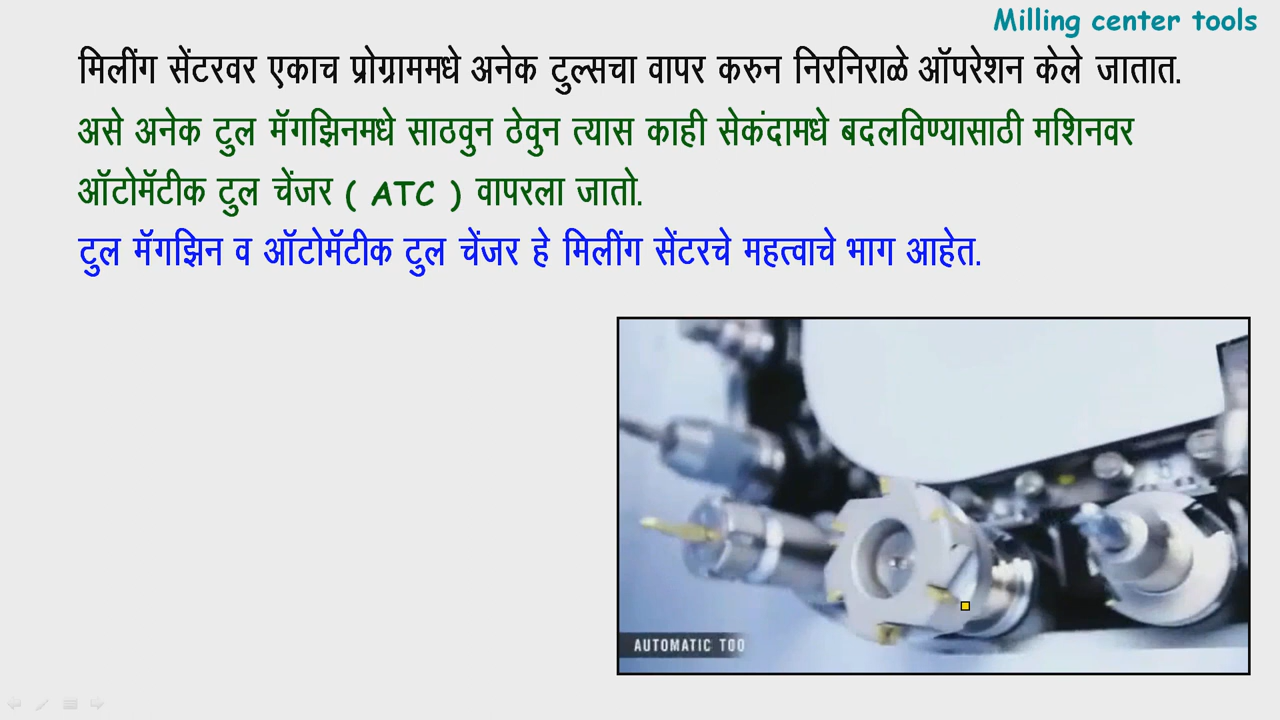 Milling center tools
मिलींग सेंटरवर एकाच प्रोग्राममधे अनेक टुल्सचा वापर करुन निरनिराळे ऑपरेशन केले जातात.
असे अनेक टुल मॅगझिनमधे साठवुन ठेवुन त्यास काही सेकंदामधे बदलविण्यासाठी मशिनवर
ऑटोमॅटीक टुल चेंजर ( ATC ) वापरला जातो.
टुल मॅगझिन व ऑटोमॅटीक टुल चेंजर हे मिलींग सेंटरचे महत्वाचे भाग आहेत.
AUTOMATIC TOO